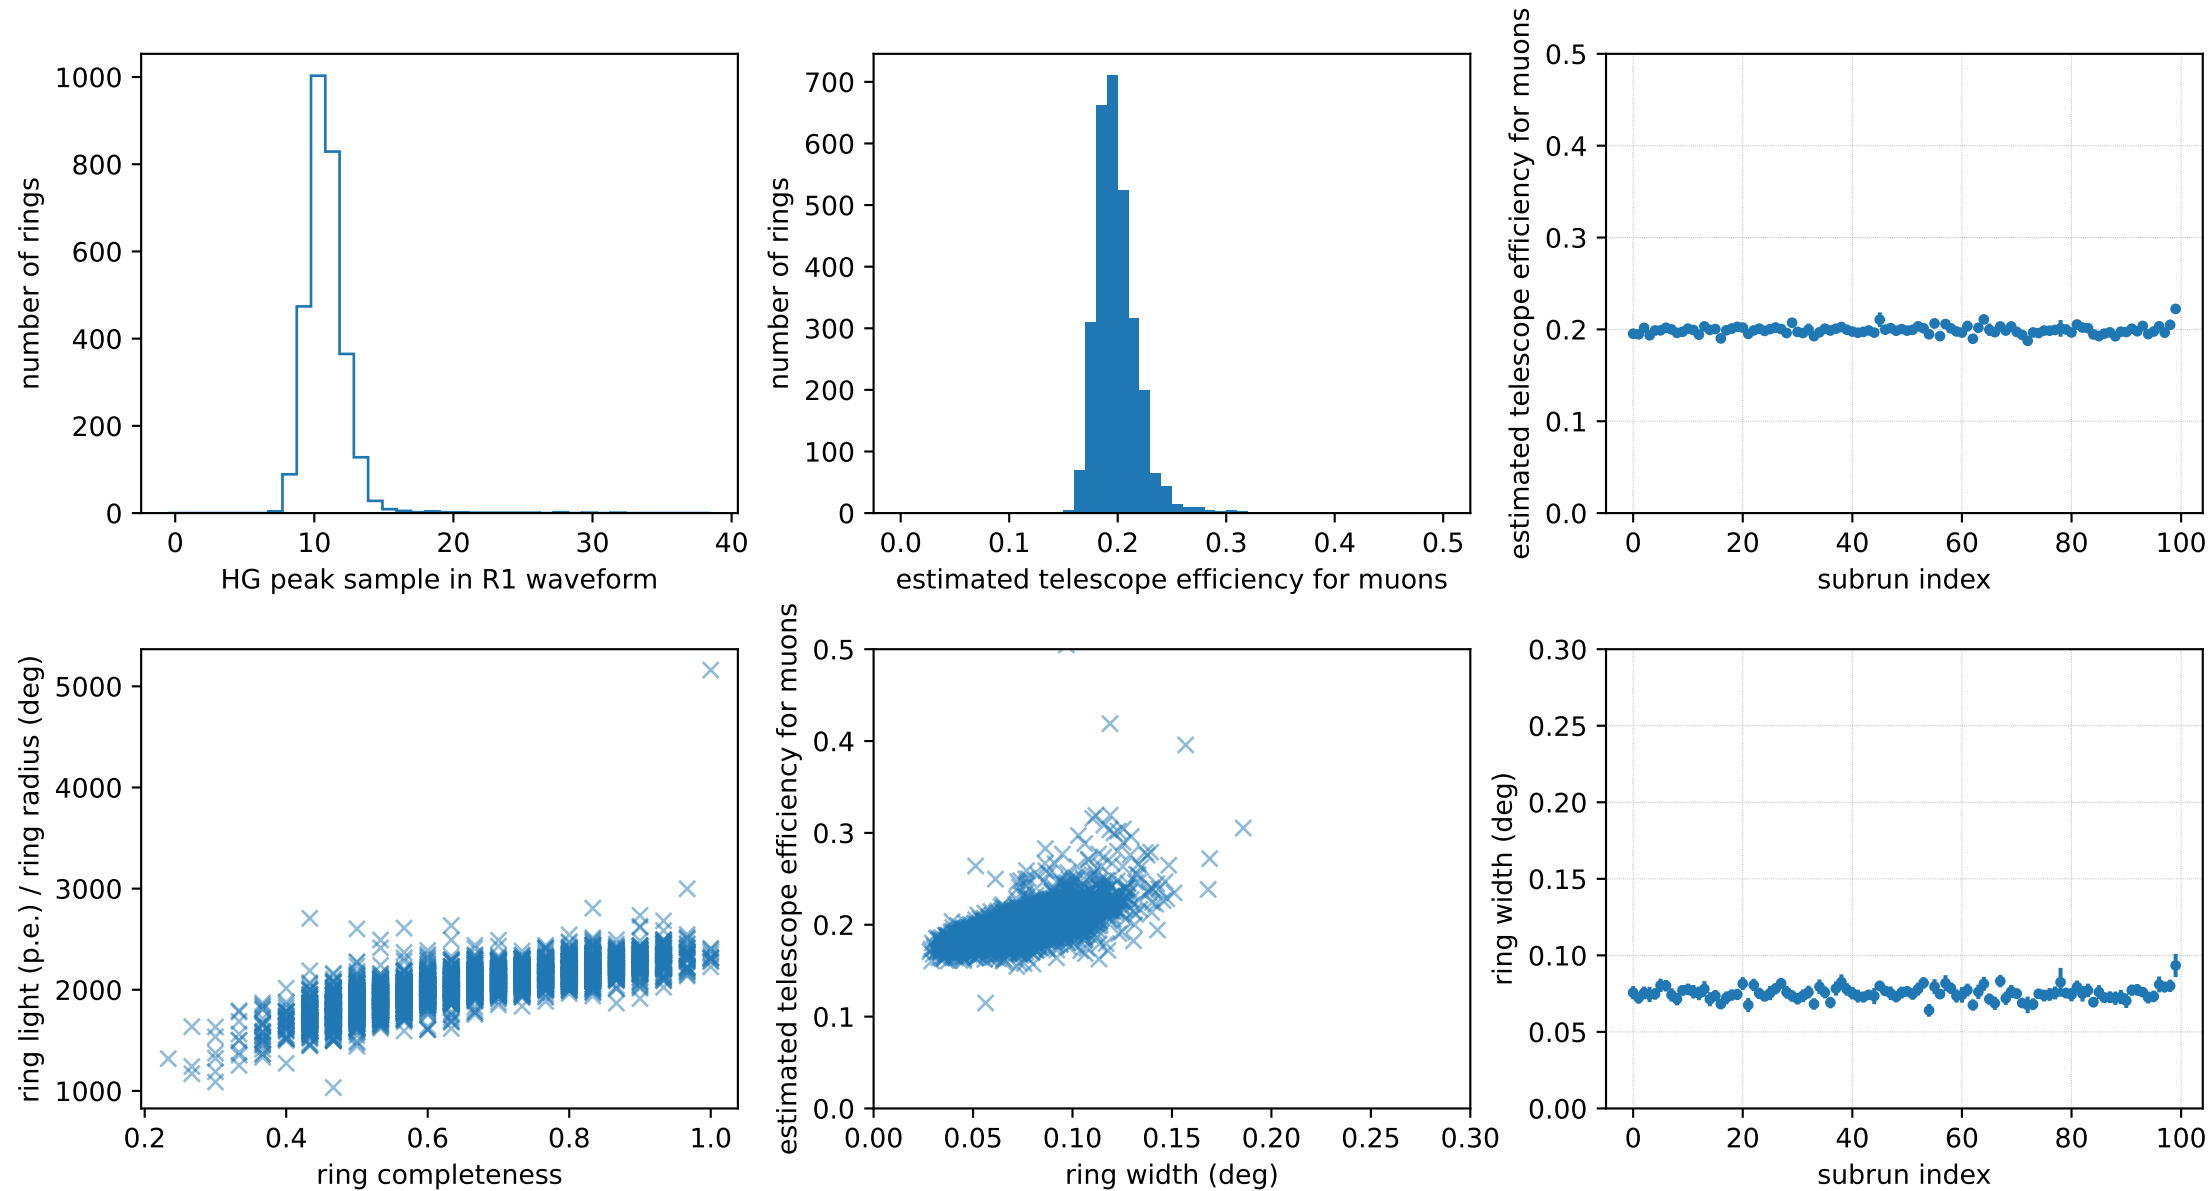 number of rings
1000
800
600
400
200
0
0 10 20 30 40
HG peak sample in R1 waveform
number of rings
700
600
500
400
300
200
100
0
0.0 0.1 0.2 0.3 0.4 0.5
estimated telescope efficiency for muons
estimated telescope efficiency for muons
0.5
0.4
0.3
0.2
0.1
0.0
0 20 40 60 80 100
subrun index
ring light (p.e.) / ring radius (deg)
5000
4000
3000
2000
1000
0.2 0.4 0.6 0.8 1.0
ring completeness
estimated telescope efficiency for muons
0.5
0.4
0.3
0.2
0.1
0.0
0.00 0.05 0.10 0.15 0.20 0.25 0.30
ring width (deg)
ring width (deg)
0.30
0.25
0.20
0.15
0.10
0.05
0.00
0 20 40 60 80 100
subrun index